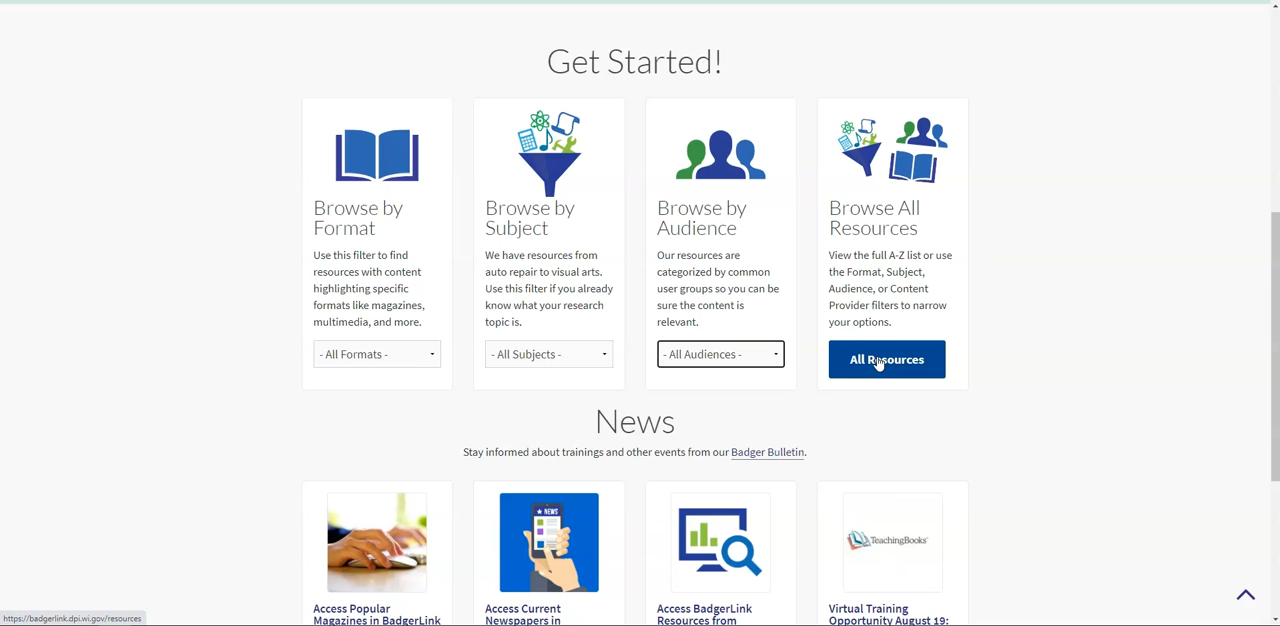 Get Started!
Browse by
Format
Use this filter to find
resources with content
highlighting specific
formats like magazines,
multimedia, and more.
- All Formats -
Browse by
Subject
We have resources from
auto repair to visual arts.
Use this filter if you already
know what your research
topic is.
- All Subjects -
Browse by
Audience
Our resources are
categorized by common
user groups so you can be
sure the content is
relevant.
- All Audiences -
Browse All
Resources
View the full A-Z list or use
the Format, Subject,
Audience, or Content
Provider filters to narrow
your options.
All Resources
News
Stay informed about trainings and other events from our Badger Bulletin.
Access Popular
Magazines in BadgerLink
NEWS
Access Current
Newspapers in
Access BadgerLink
Resources from
TeachingBooks
Virtual Training
Opportunity August 19:
https://badgerlink.dpi.wi.gov/resources